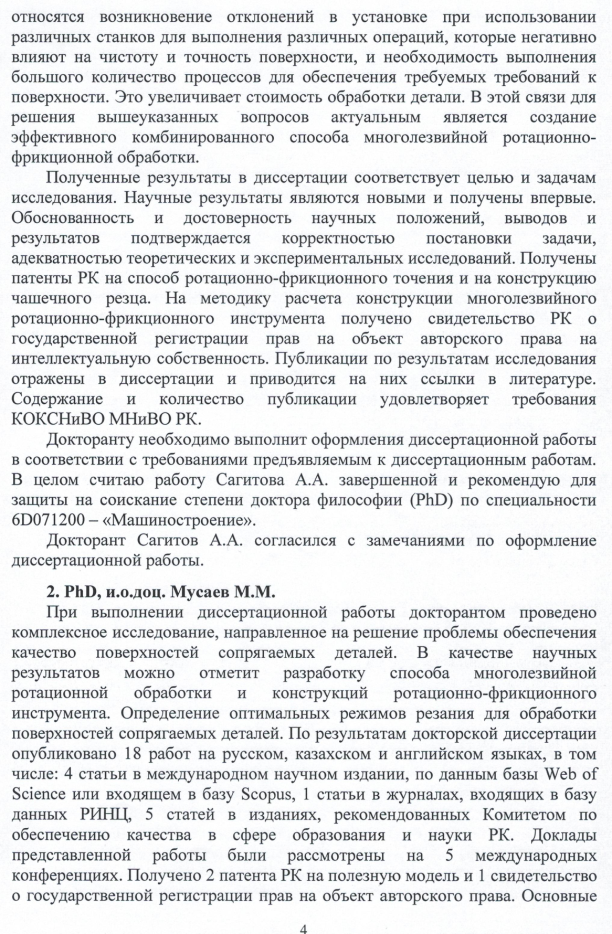 относятся возникновение отклонений в установке при использовании
различных станков для выполнения различных операций, которые негативно
влияют на чистоту и точность поверхности, и необходимость выполнения
большого количество процессов для обеспечения требуемых требований к
поверхности. Это увеличивает стоимость обработки детали. В этой связи для
решения вышеуказанных вопросов актуальным является создание
эффективного комбинированного способа многолезвийной ротационно-
фрикционной обработки.
Полученные результаты в диссертации соответствует целью и задачам
исследования. Научные результаты являются новыми и получены впервые.
Обоснованность и достоверность научных положений, выводов и
результатов подтверждается корректностью постановки задачи,
адекватностью теоретических и экспериментальных исследований. Получены
патенты РК на способ ротационно-фрикционного точения и на конструкцию
чашечного резца. На методику расчета конструкции многолезвийного
ротационно-фрикционного инструмента получено свидетельство РК о
государственной регистрации прав на объект авторского права на
интеллектуальную собственность. Публикации по результатам исследования
отражены в диссертации и приводится на них ссылки в литературе.
Содержание и количество публикации удовлетворяет требования
КОКСНиВО МНиВО РК.
Докторанту необходимо выполнит оформления диссертационной работы
в соответствии с требованиями предъявляемым к диссертационным работам.
В целом считаю работу Сагитова А.А. завершенной и рекомендую для
защиты на соискание степени доктора философии (PhD) по специальности
6D071200 – «Машиностроение».
Докторант Сагитов А.А. согласился с замечаниями по оформление
диссертационной работы.
2. PhD, и.о.доц. Мусаев М.М.
При выполнении диссертационной работы докторантом проведено
комплексное исследование, направленное на решение проблемы обеспечения
качество поверхностей сопрягаемых деталей. В качестве научных
результатов можно отметит разработку способа многолезвийной
ротационной обработки и конструкций ротационно-фрикционного
инструмента. Определение оптимальных режимов резания для обработки
поверхностей сопрягаемых деталей. По результатам докторской диссертации
опубликовано 18 работ на русском, казахском и английском языках, в том
числе: 4 статьи в международном научном издании, по данным базы Web of
Science или входящем в базу Scopus, 1 статьи в журналах, входящих в базу
данных РИНЦ, 5 статей в изданиях, рекомендованных Комитетом по
обеспечению качества в сфере образования и науки РК. Доклады
представленной работы были рассмотрены на 5 международных
конференциях. Получено 2 патента РК на полезную модель и 1 свидетельство
о государственной регистрации прав на объект авторского права. Основные
4